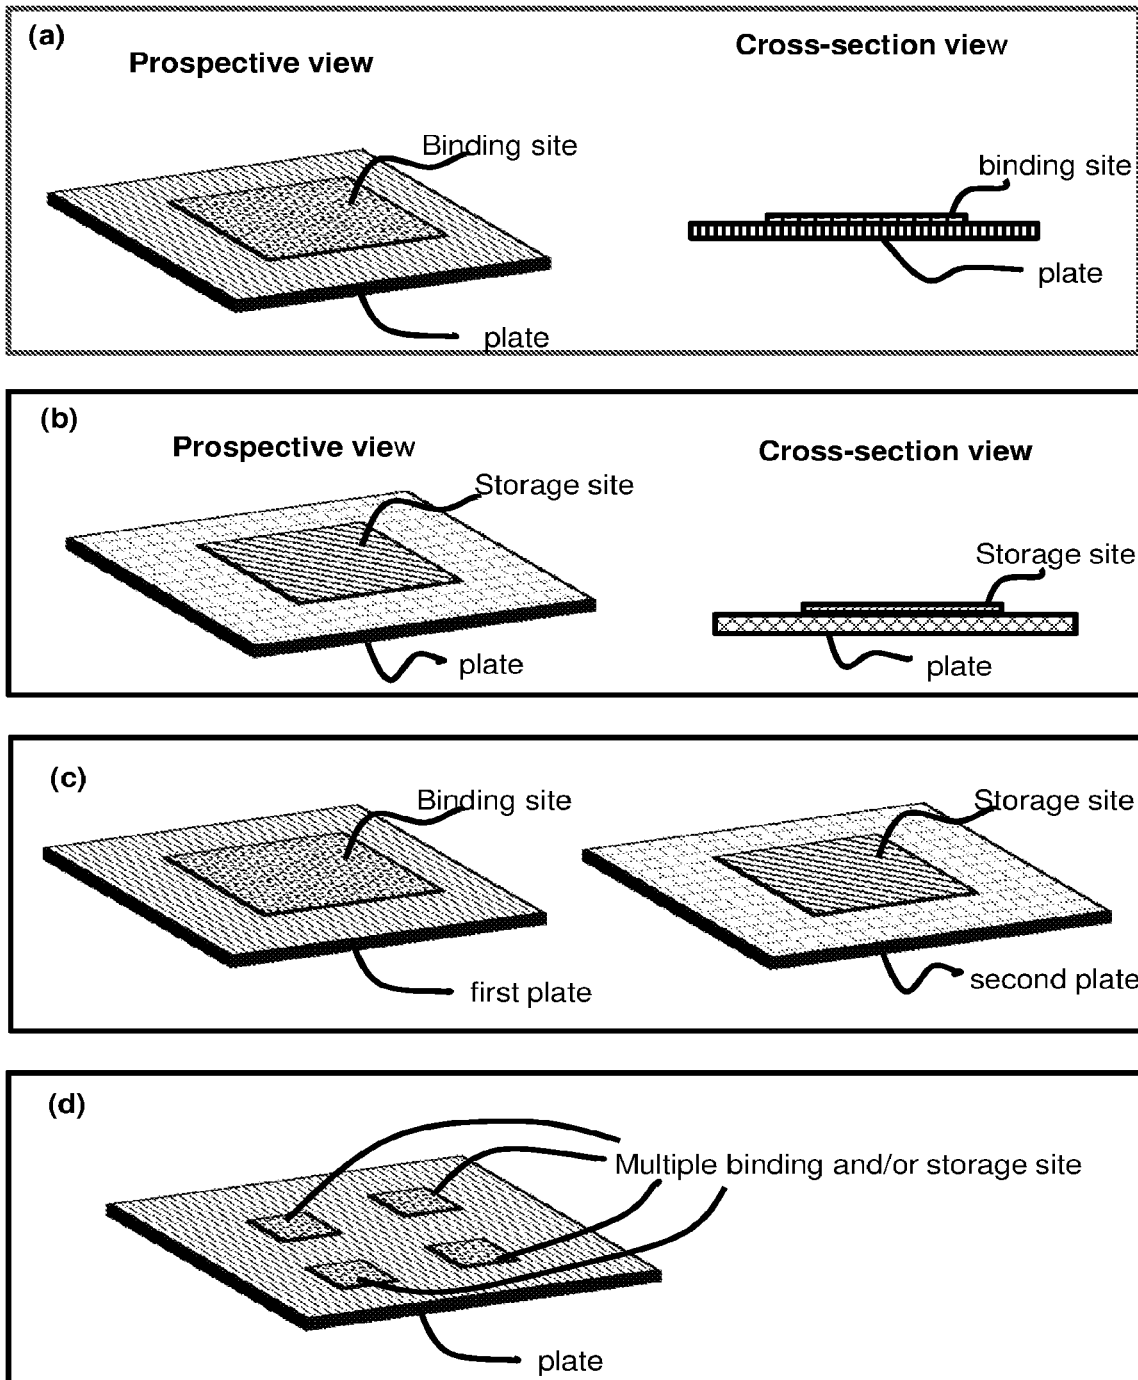 (a)
Prospective view
Cross-section view
Binding site
binding site
plate
plate
(b)
Prospective view
Cross-section view
Storage site
Storage site
plate
plate
(c)
Binding site
Storage site
first plate
second plate
(d)
Multiple binding and/or storage site
plate